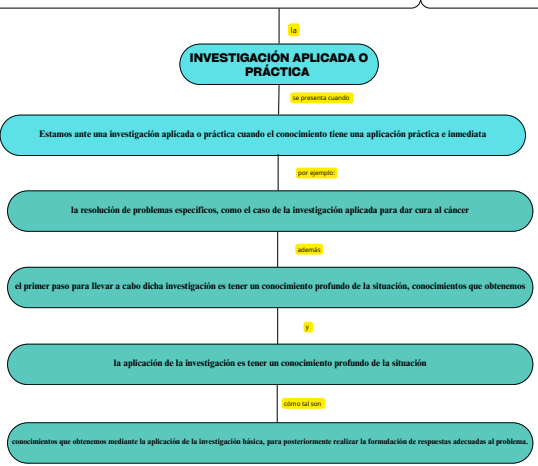 la
INVESTIGACIÓN APLICADA O
PRÁCTICA
se presenta cuando
Estamos ante una investigación aplicada o práctica cuando el conocimiento tiene una aplicación práctica e inmediata
por ejemplo:
la resolución de problemas específicos, como el caso de la investigación aplicada para dar cura al cáncer
además
el primer paso para llevar a cabo dicha investigación es tener un conocimiento profundo de la situación, conocimientos que obtenemos
y
la aplicación de la investigación es tener un conocimiento profundo de la situación
cómo tal son
conocimientos que obtenemos mediante la aplicación de la investigación básica, para posteriormente realizar la formulación de respuestas adecuadas al problema.